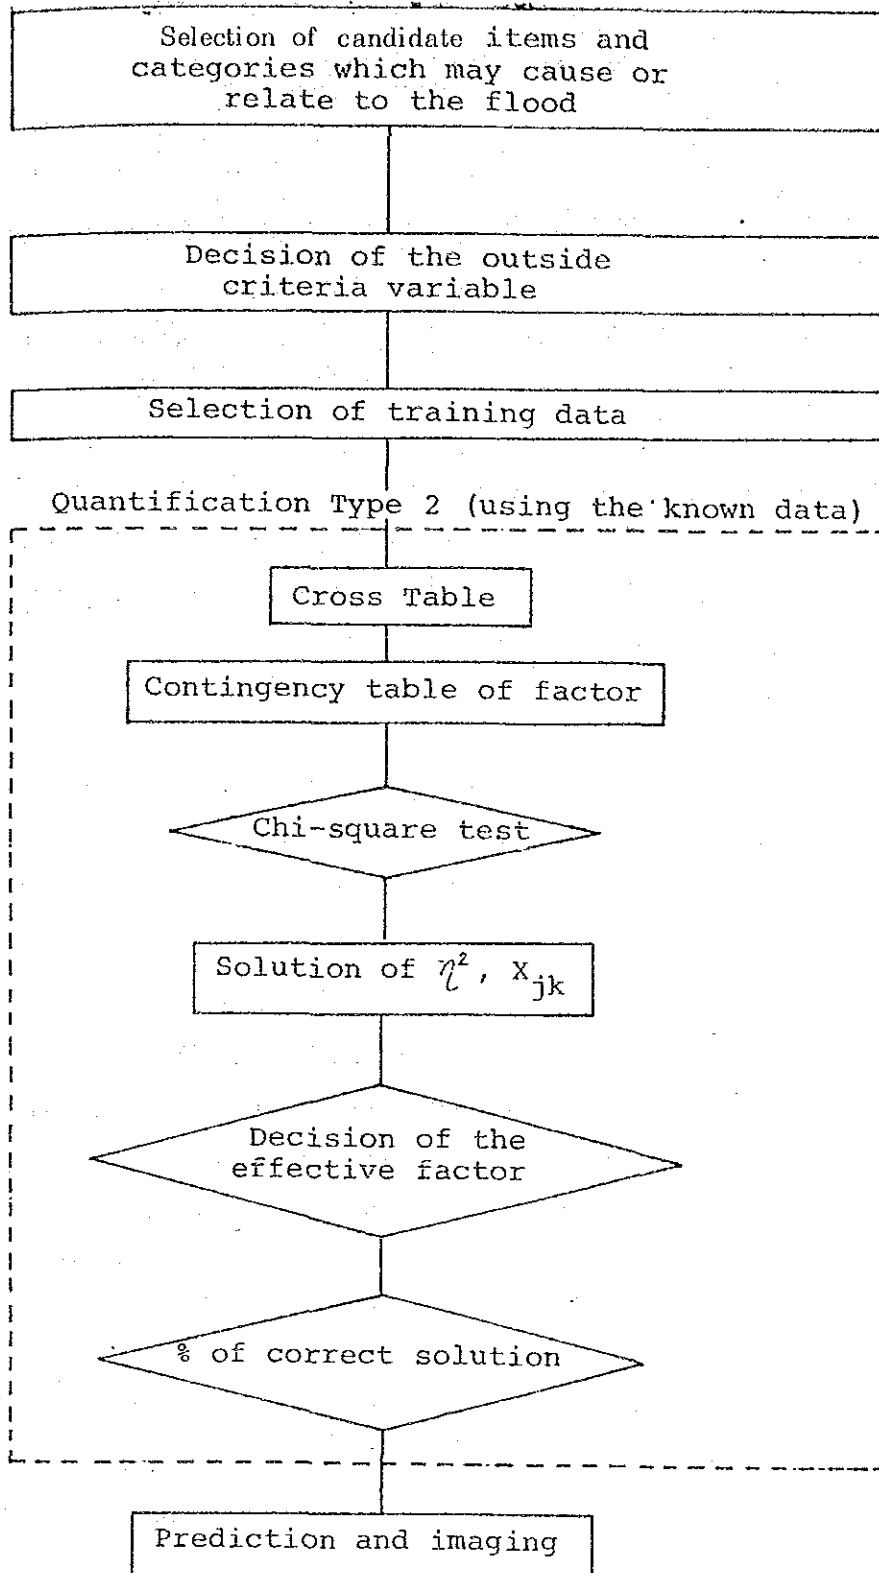 Selection of candidate items and
categories which may cause or
relate to the flood
Decision of the outside
criteria variable
Selection of training data
Quantification Type 2 (using the known data)
Cross Table
Contingency table of factor
Chi-square test
Solution of η², X_jk
Decision of the
effective factor
% of correct solution
Prediction and imaging